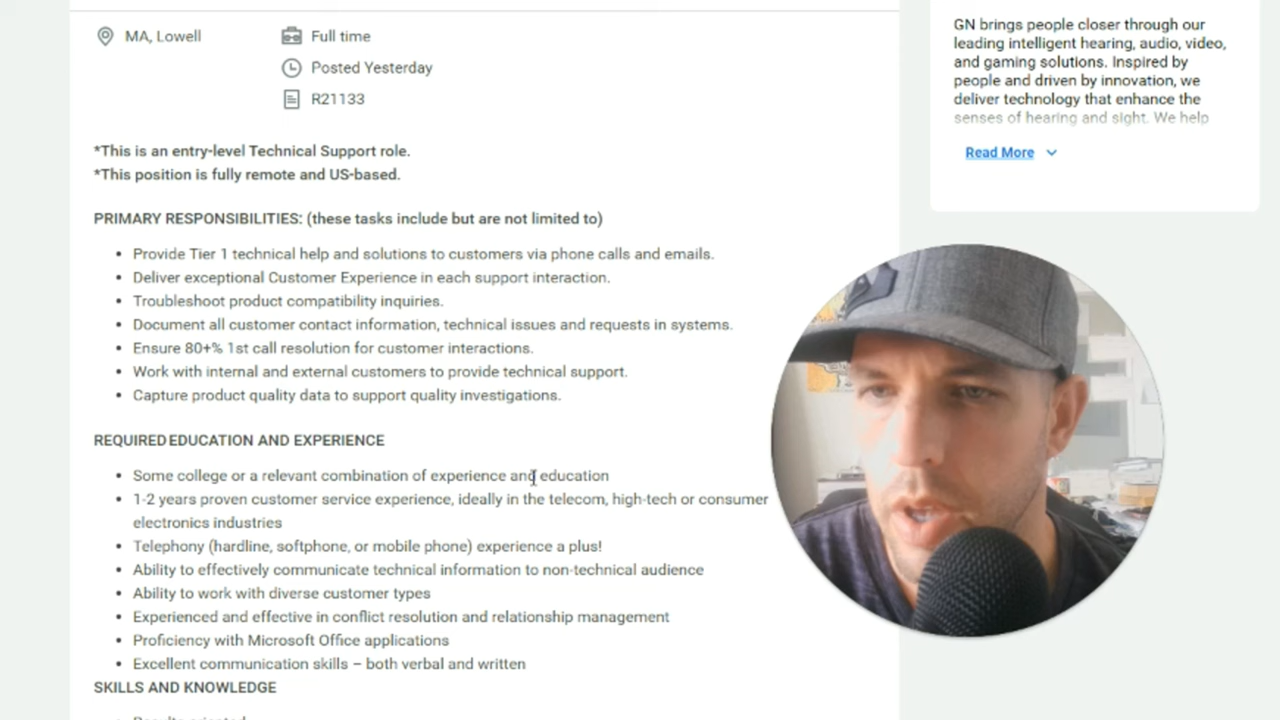 MA, Lowell
Full time
Posted Yesterday
R21133
*This is an entry-level Technical Support role.
*This position is fully remote and US-based.
PRIMARY RESPONSIBILITIES: (these tasks include but are not limited to)
Provide Tier 1 technical help and solutions to customers via phone calls and emails.
Deliver exceptional Customer Experience in each support interaction.
Troubleshoot product compatibility inquiries.
Document all customer contact information, technical issues and requests in systems.
Ensure 80+% 1st call resolution for customer interactions.
Work with internal and external customers to provide technical support.
Capture product quality data to support quality investigations.
REQUIRED EDUCATION AND EXPERIENCE
Some college or a relevant combination of experience and education
1-2 years proven customer service experience, ideally in the telecom, high-tech or consumer
electronics industries
Telephony (hardline, softphone, or mobile phone) experience a plus!
Ability to effectively communicate technical information to non-technical audience
Ability to work with diverse customer types
Experienced and effective in conflict resolution and relationship management
Proficiency with Microsoft Office applications
Excellent communication skills – both verbal and written
SKILLS AND KNOWLEDGE
Results oriented
GN brings people closer through our
leading intelligent hearing, audio, video,
and gaming solutions. Inspired by
people and driven by innovation, we
deliver technology that enhance the
senses of hearing and sight. We help
Read More